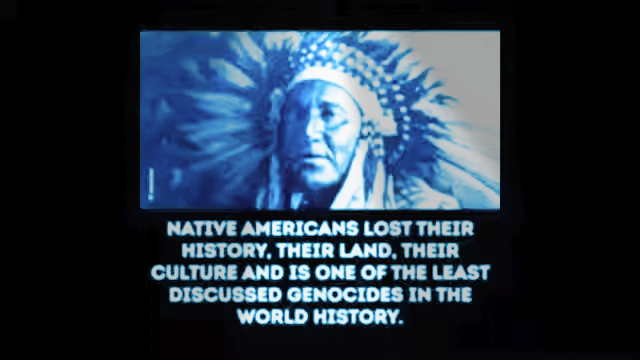 NATIVE AMERICANS LOST THEIR
HISTORY, THEIR LAND, THEIR
CULTURE AND IS ONE OF THE LEAST
DISCUSSED GENOCIDES IN THE
WORLD HISTORY.